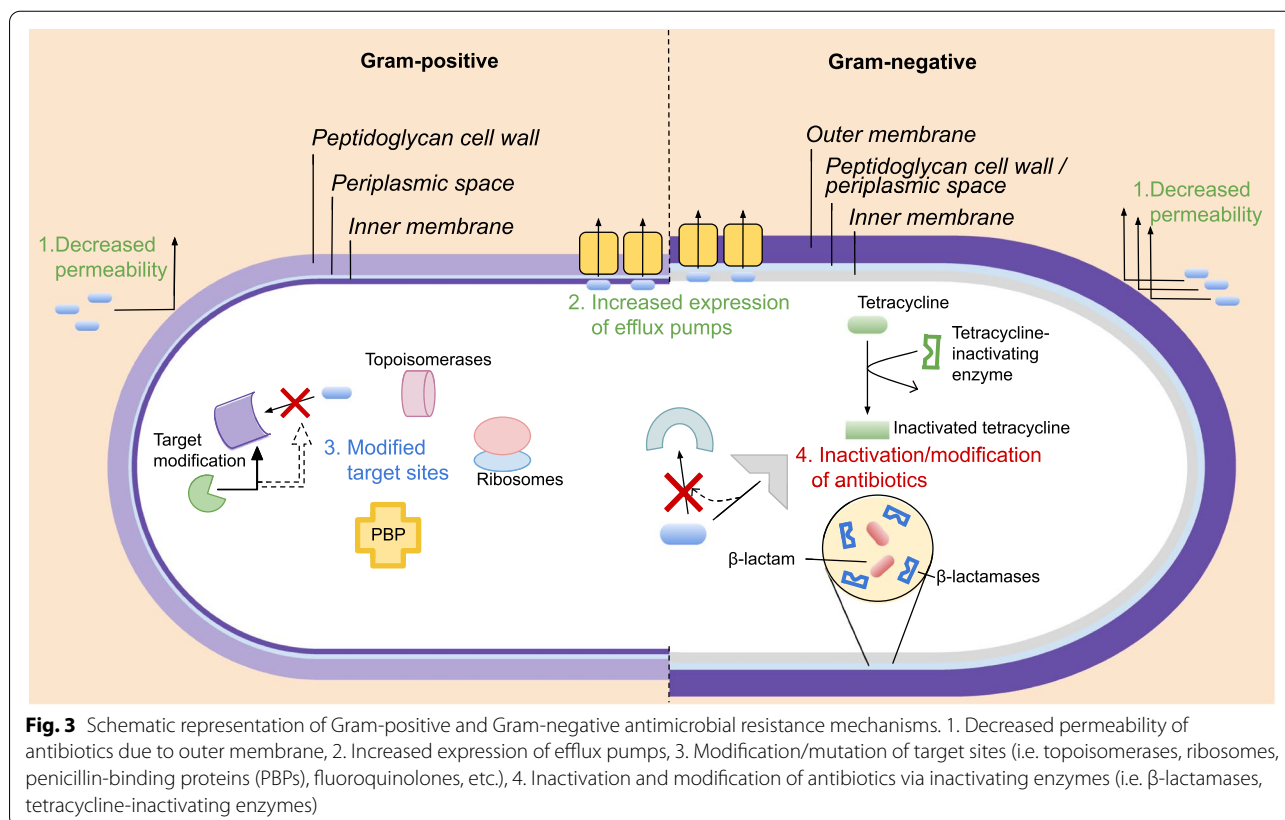 Gram-positive
Gram-negative
Peptidoglycan cell wall
Periplasmic space
Inner membrane
Outer membrane
Peptidoglycan cell wall /
periplasmic space
Inner membrane
1.Decreased
permeability
1.Decreased
permeability
2. Increased expression
of efflux pumps
Tetracycline
Tetracycline-
inactivating
enzyme
Inactivated tetracycline
Topoisomerases
Target
modification
3. Modified
target sites
Ribosomes
PBP
4. Inactivation/modification
of antibiotics
β-lactam
β-lactamases
Fig. 3 Schematic representation of Gram-positive and Gram-negative antimicrobial resistance mechanisms. 1. Decreased permeability of
antibiotics due to outer membrane, 2. Increased expression of efflux pumps, 3. Modification/mutation of target sites (i.e. topoisomerases, ribosomes,
penicillin-binding proteins (PBPs), fluoroquinolones, etc.), 4. Inactivation and modification of antibiotics via inactivating enzymes (i.e. β-lactamases,
tetracycline-inactivating enzymes)